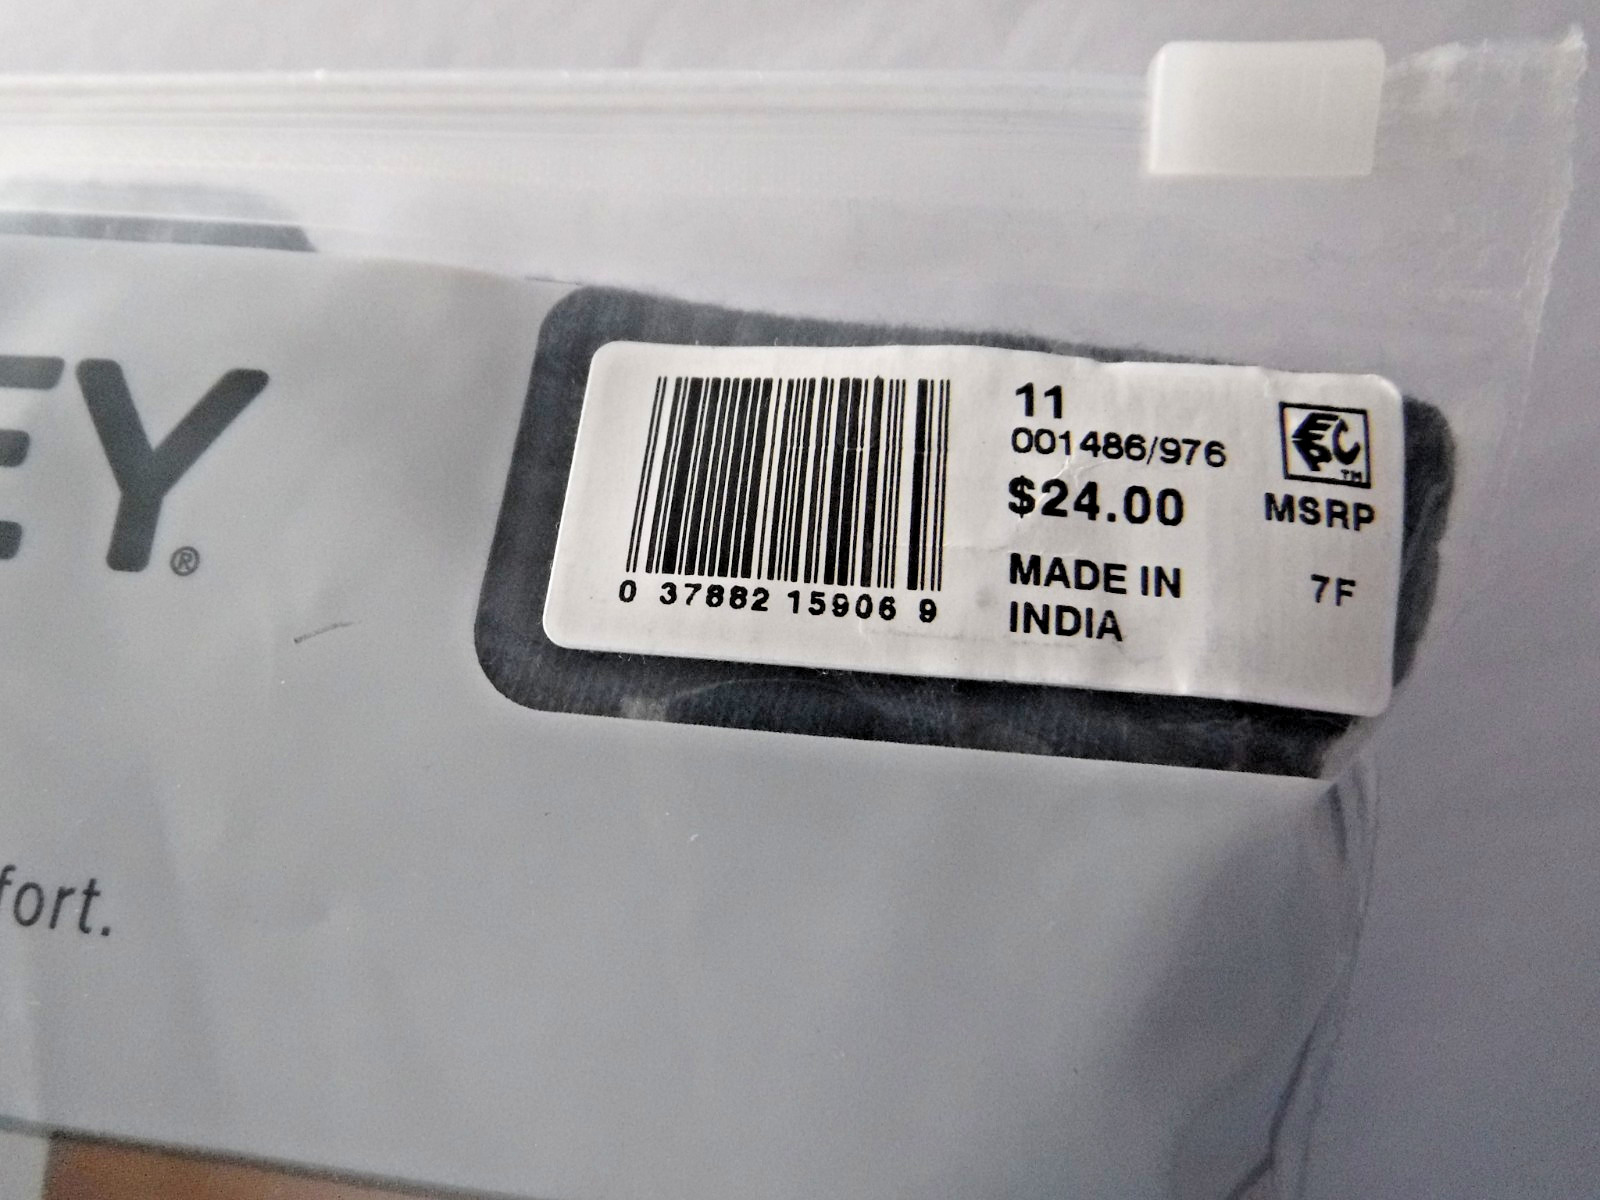 EY®
fort.
11
001486/976
$24.00 MSRP
MADE IN 7F
INDIA
0 37882 15906 9